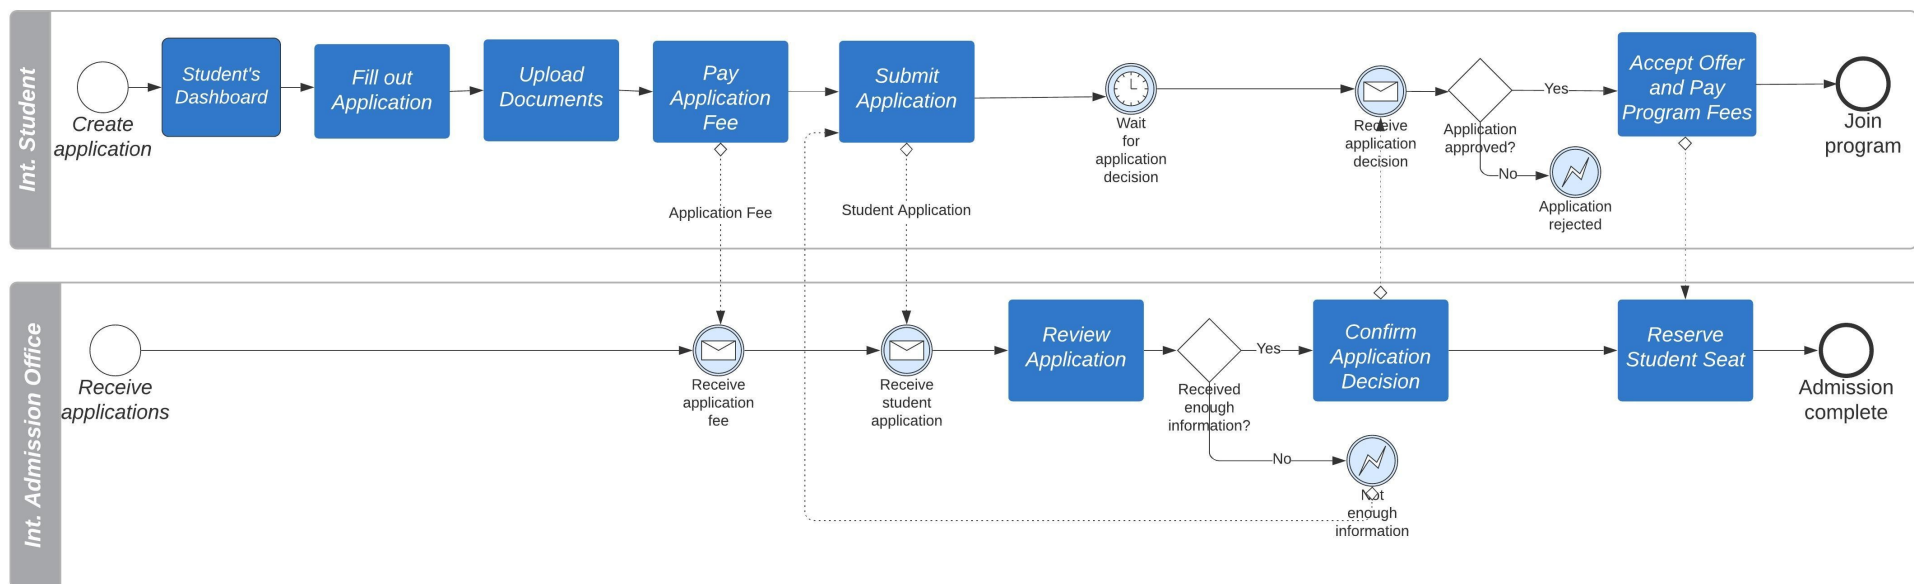 Int. Student
Create
application
Student's
Dashboard
Fill out
Application
Upload
Documents
Pay
Application
Fee
Submit
Application
Wait
for
application
decision
Receive
application
decision
Application
approved?
Yes
No
Application
rejected
Accept Offer
and Pay
Program Fees
Join
program
Application Fee
Student Application
Int. Admission Office
Receive
applications
Receive
application
fee
Receive
student
application
Review
Application
Received
enough
information?
Yes
No
Not
enough
information
Confirm
Application
Decision
Reserve
Student Seat
Admission
complete